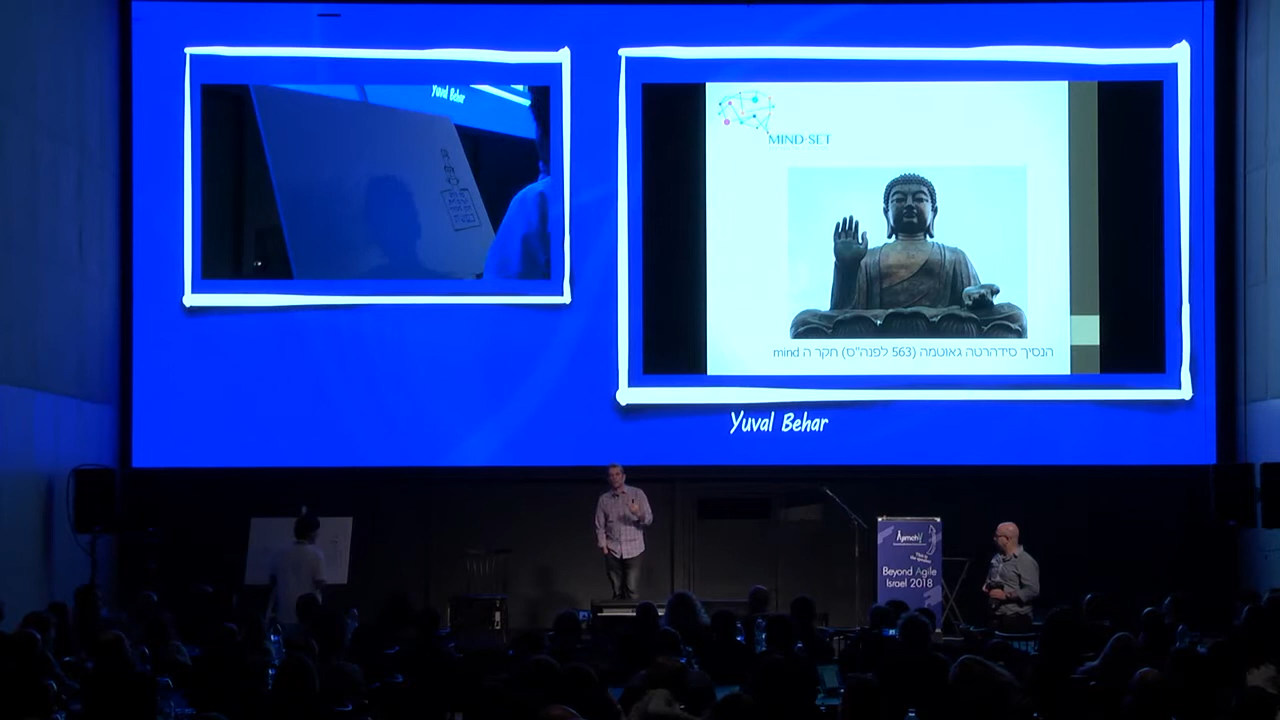 Yuval Behar
MIND-SET
הנסיך סידהרטה גאוטמה (563 לפנה"ס) חקר ה mind
Yuval Behar
Beyond Agile
Israel 2018